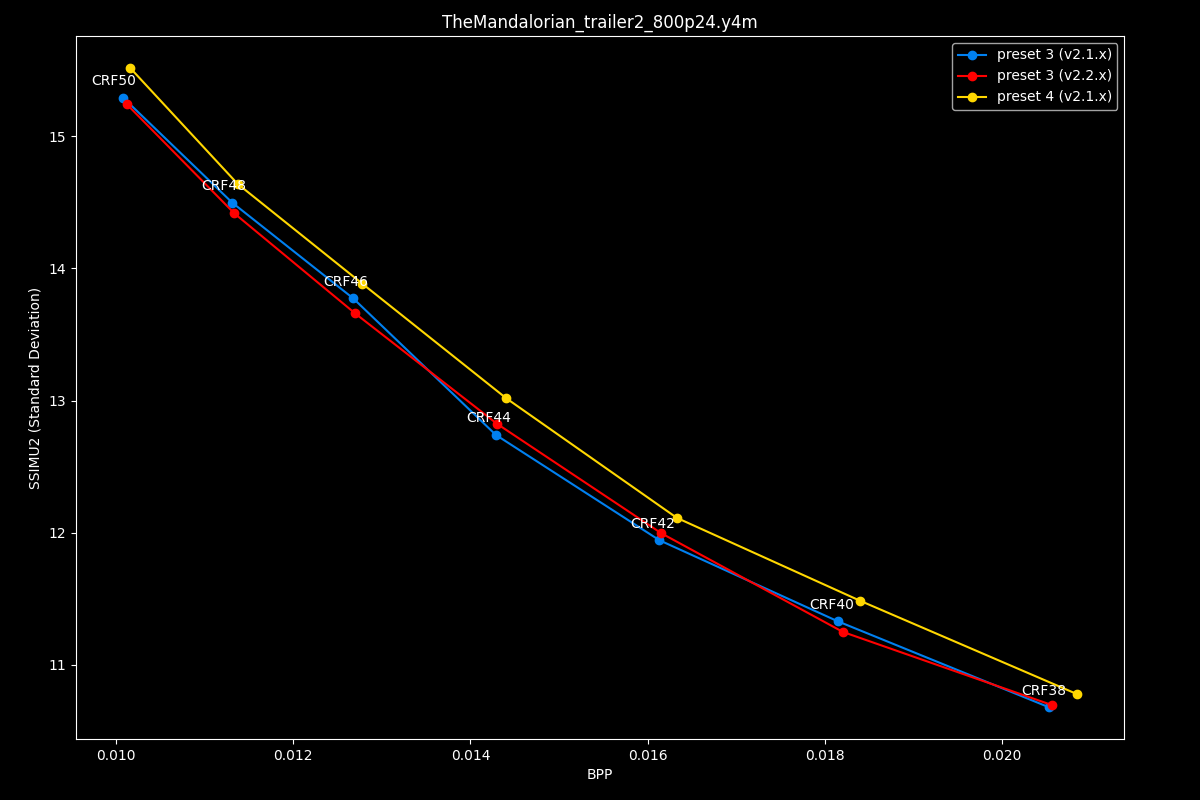 TheMandalorian_trailer2_800p24.y4m
preset 3 (v2.1.x)
preset 3 (v2.2.x)
preset 4 (v2.1.x)
CRF50
CRF48
CRF46
CRF44
CRF42
CRF40
CRF38
15
14
13
12
11
SSIMU2 (Standard Deviation)
0.010 0.012 0.014 0.016 0.018 0.020
BPP